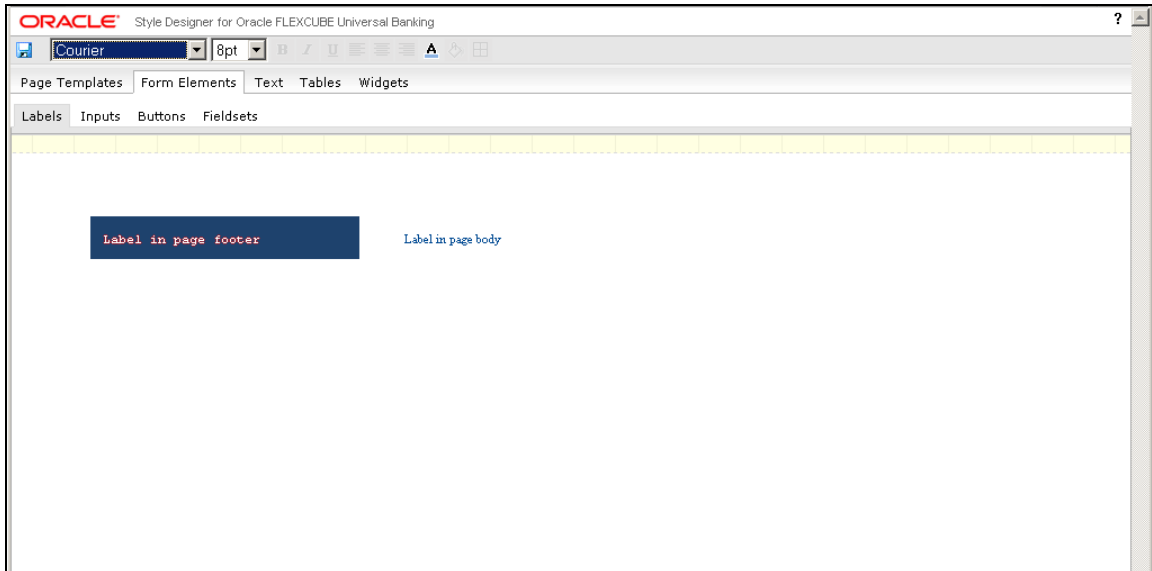 ORACLE® Style Designer for Oracle FLEXCUBE Universal Banking ?
Courier 8pt B I U A
Page Templates Form Elements Text Tables Widgets
Labels Inputs Buttons Fieldsets
Label in page footer Label in page body